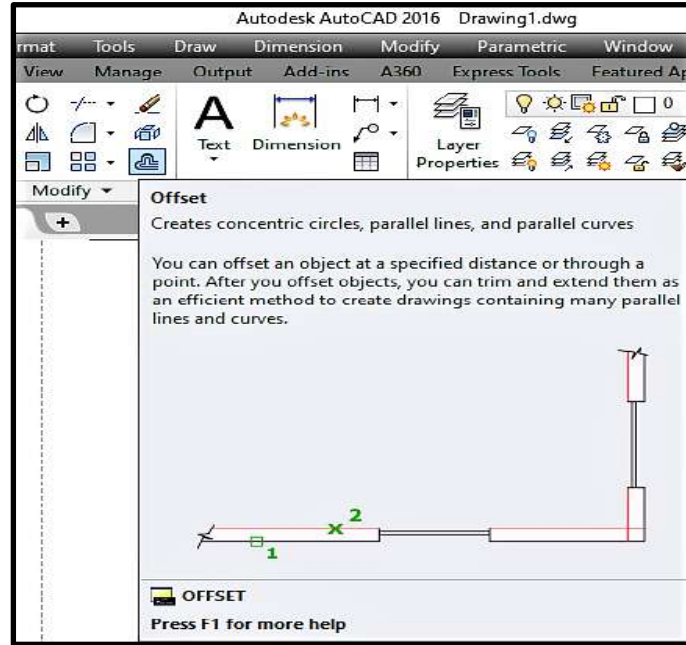 Autodesk AutoCAD 2016 Drawing1.dwg
rmat Tools Draw Dimension Modify Parametric Window
View Manage Output Add-ins A360 Express Tools Featured Ap
A
Text
Dimension
Layer
Properties
0
Modify
+
Offset
Creates concentric circles, parallel lines, and parallel curves
You can offset an object at a specified distance or through a
point. After you offset objects, you can trim and extend them as
an efficient method to create drawings containing many parallel
lines and curves.
2
1
OFFSET
Press F1 for more help